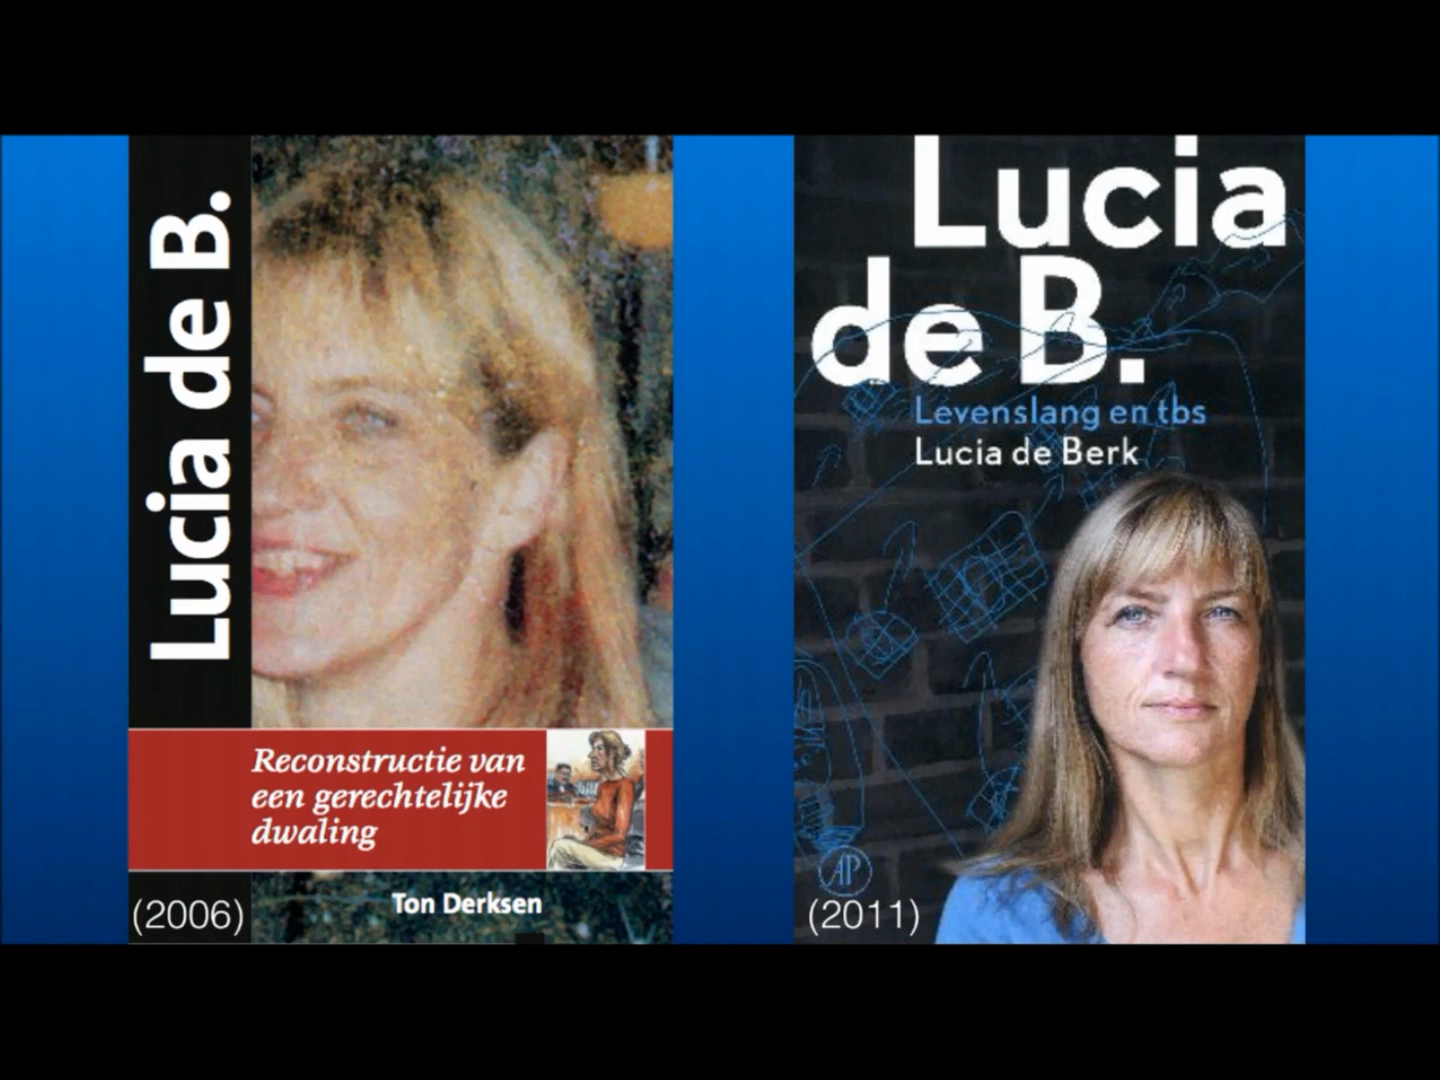 Lucia de B.
Reconstructie van
een gerechtelijke
dwaling
Ton Derksen
(2006)
Lucia
de B.
Levenslang en tbs
Lucia de Berk
AP
(2011)